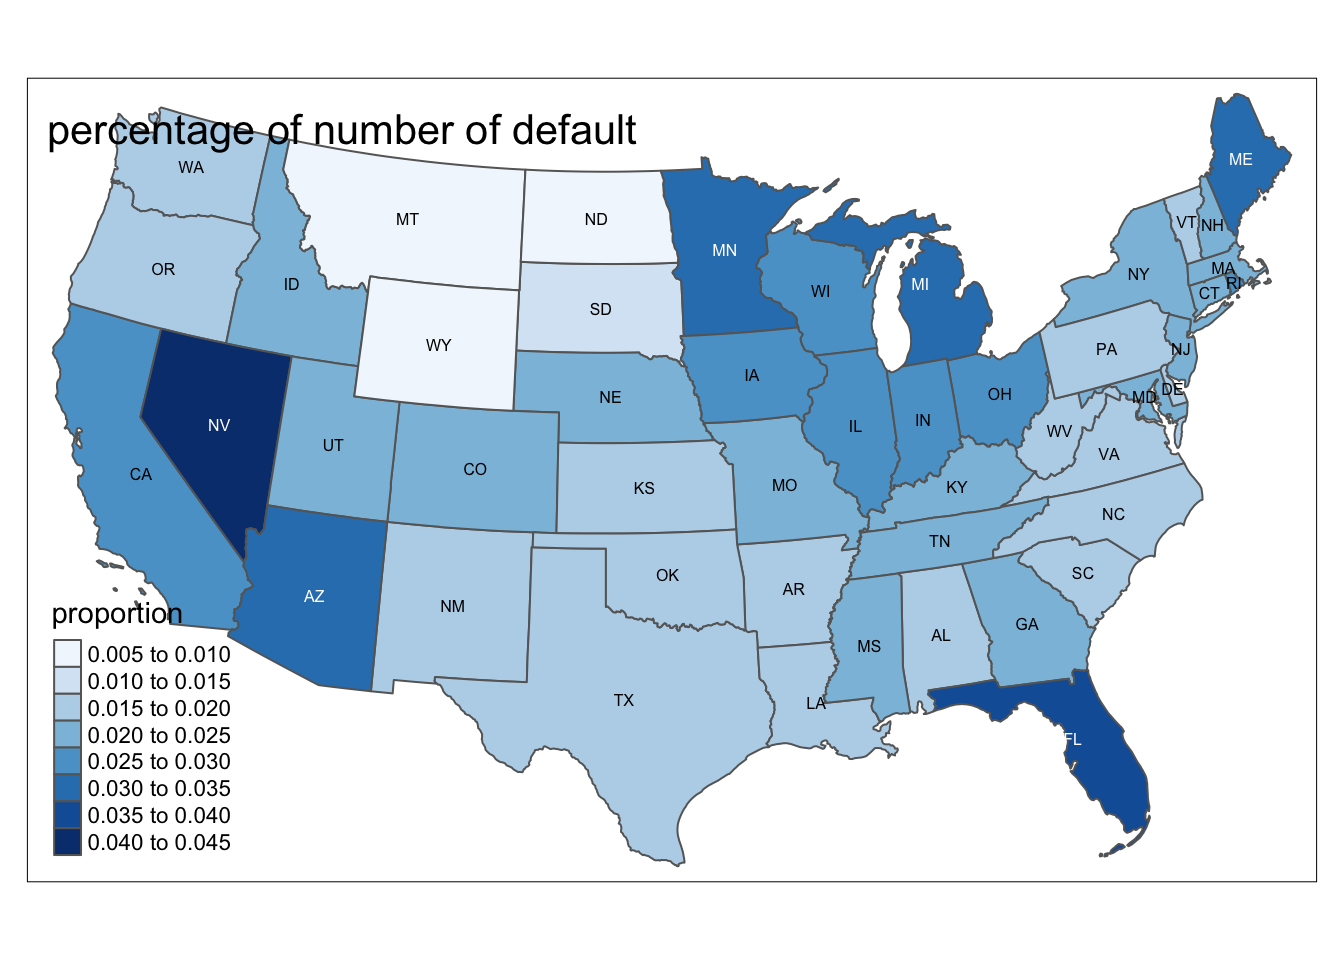 percentage of number of default
WA
MT
ND
MN
ME
VT
NH
OR
ID
SD
WI
MI
NY
MA
CT
RI
WY
IA
PA
NJ
NE
OH
MD
DE
NV
UT
CO
IL
IN
WV
VA
CA
KS
MO
KY
NC
TN
AZ
NM
OK
AR
SC
MS
AL
GA
TX
LA
FL
proportion
0.005 to 0.010
0.010 to 0.015
0.015 to 0.020
0.020 to 0.025
0.025 to 0.030
0.030 to 0.035
0.035 to 0.040
0.040 to 0.045